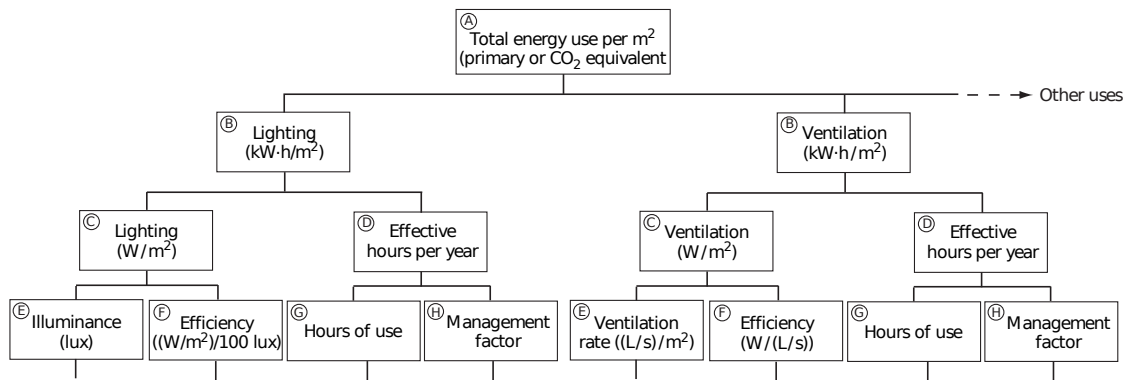 Ⓐ
Total energy use per m²
(primary or CO₂ equivalent
Other uses
Ⓑ Lighting
(kW·h/m²)
Ⓑ Ventilation
(kW·h/m²)
Ⓒ Lighting
(W/m²)
Ⓓ Effective
hours per year
Ⓒ Ventilation
(W/m²)
Ⓓ Effective
hours per year
Ⓔ Illuminance
(lux)
Ⓕ Efficiency
((W/m²)/100 lux)
Ⓖ Hours of use
Ⓗ Management
factor
Ⓔ Ventilation
rate ((L/s)/m²)
Ⓕ Efficiency
(W/(L/s))
Ⓖ Hours of use
Ⓗ Management
factor